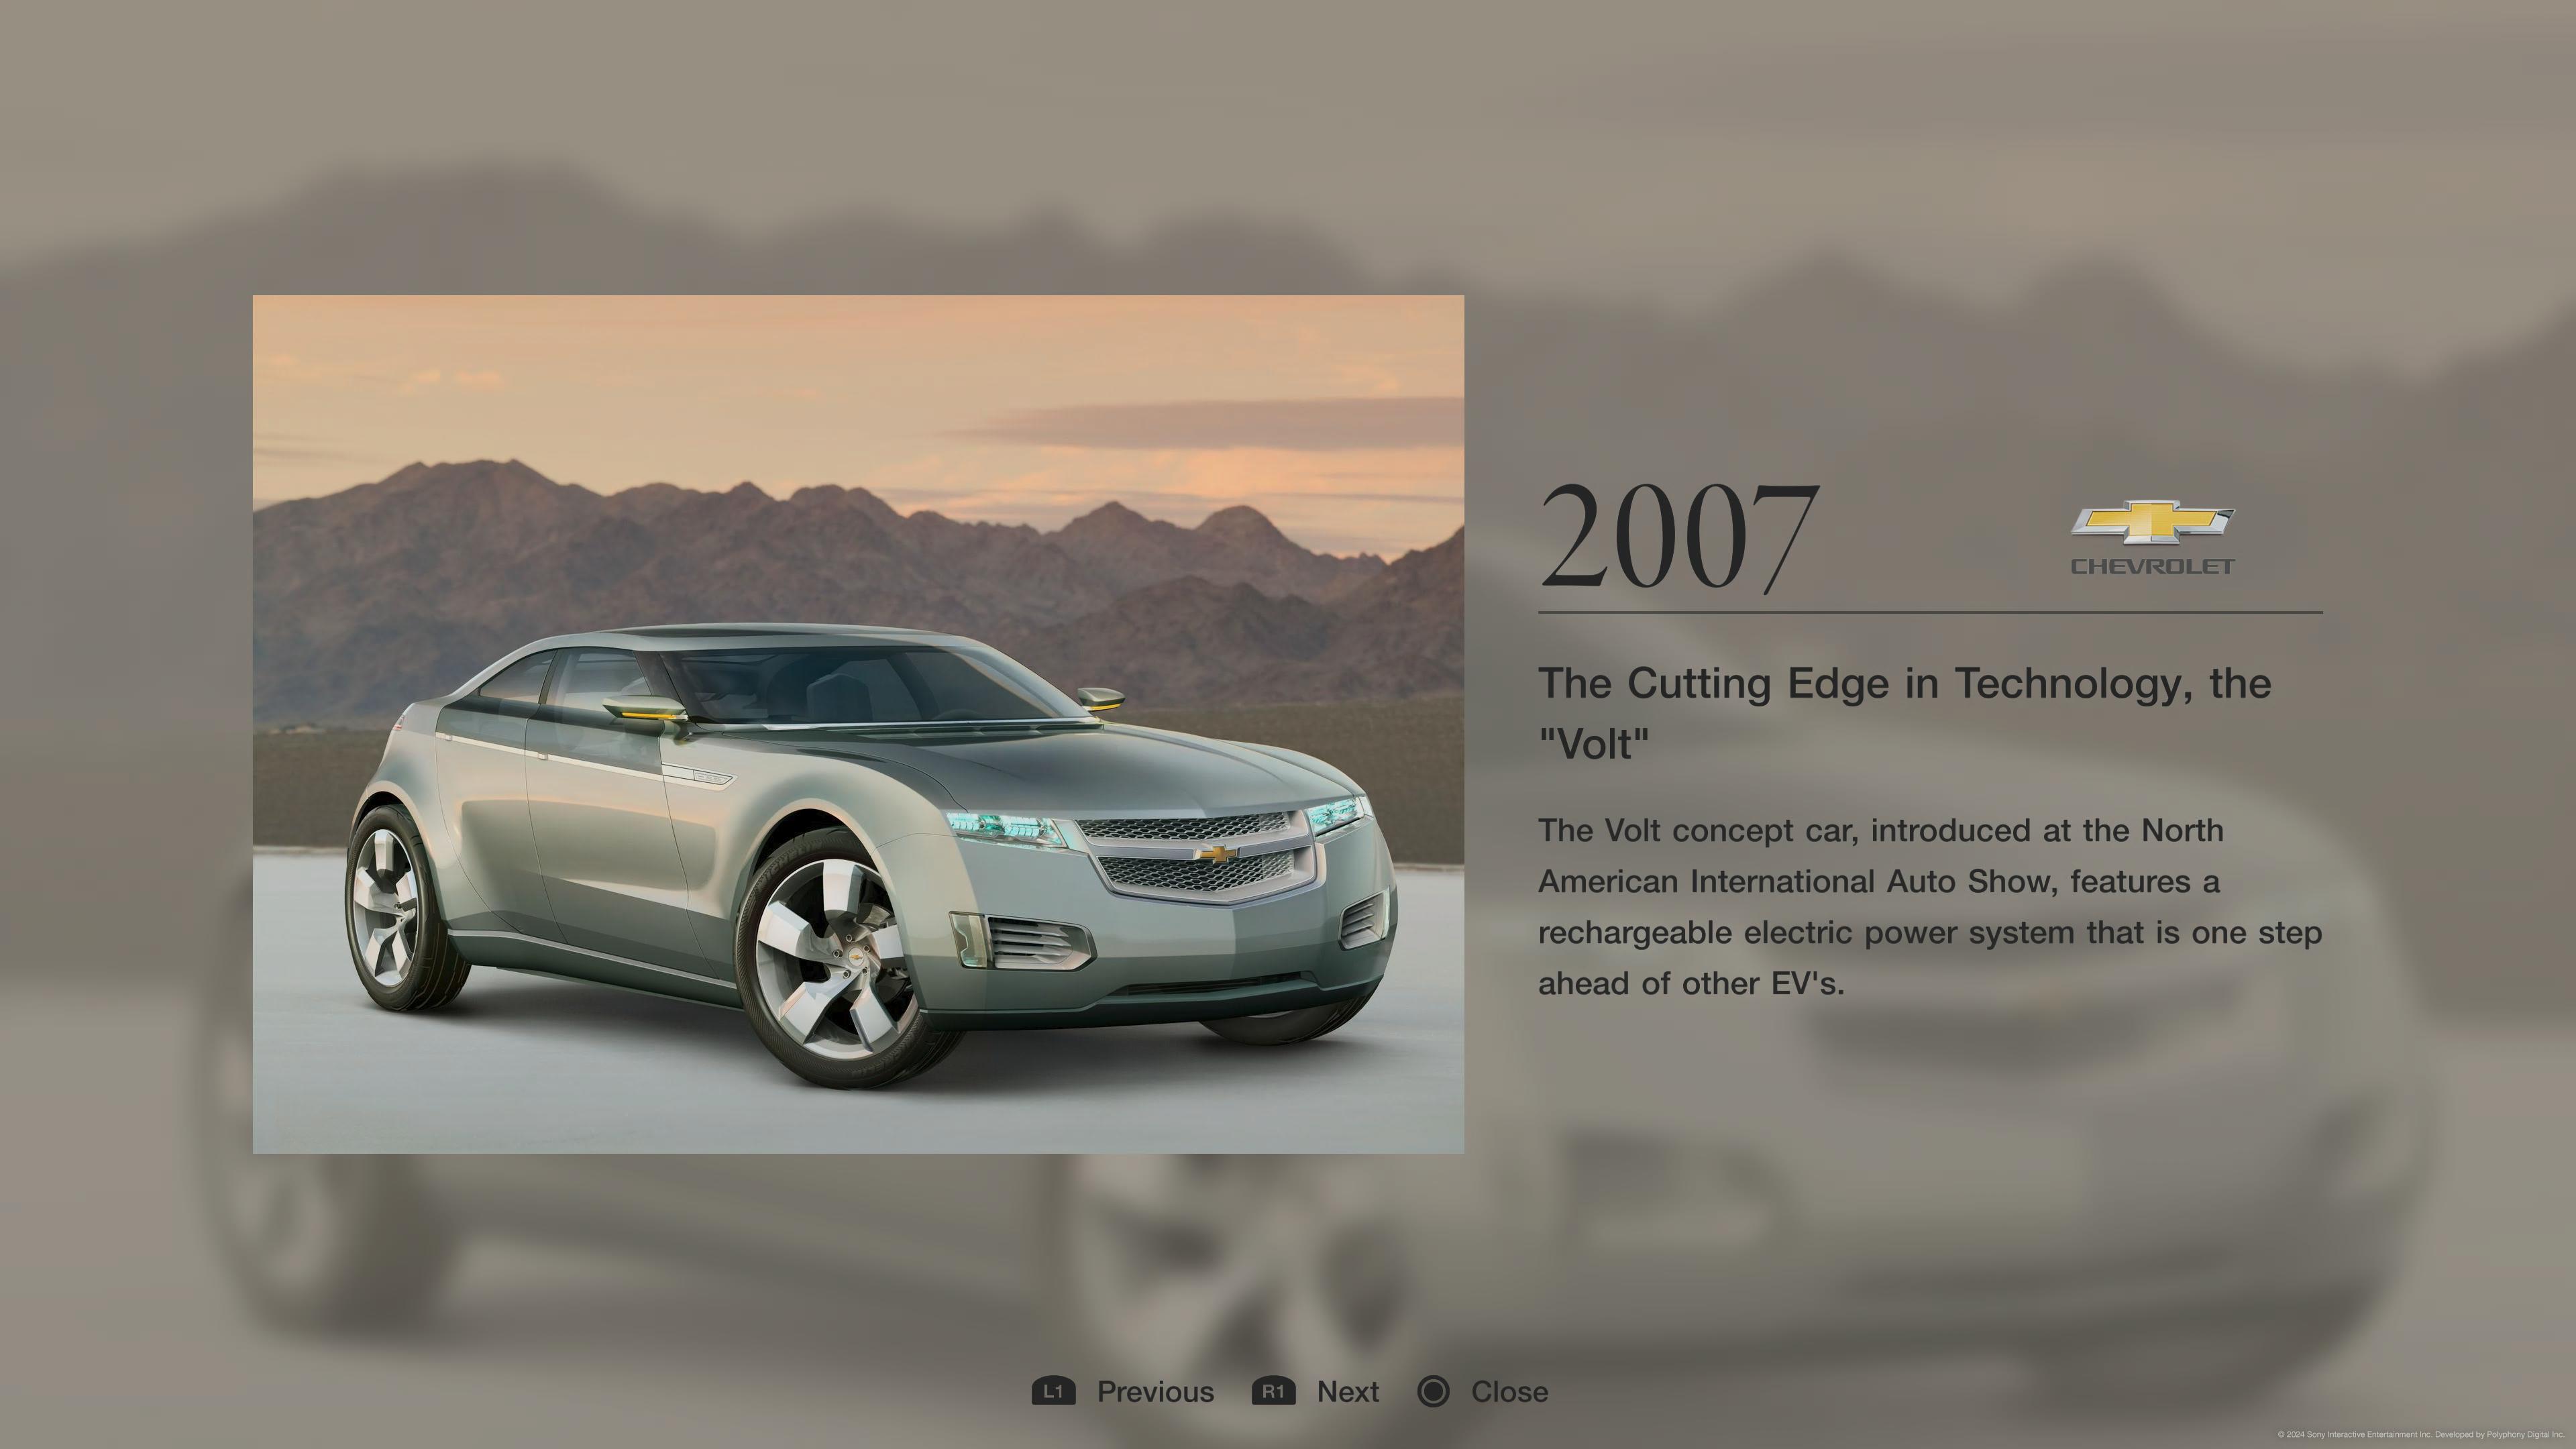 2007
CHEVROLET
The Cutting Edge in Technology, the
"Volt"
The Volt concept car, introduced at the North
American International Auto Show, features a
rechargeable electric power system that is one step
ahead of other EV's.
L1 Previous R1 Next Close
© 2024 Sony Interactive Entertainment Inc. Developed by Polyphony Digital Inc.